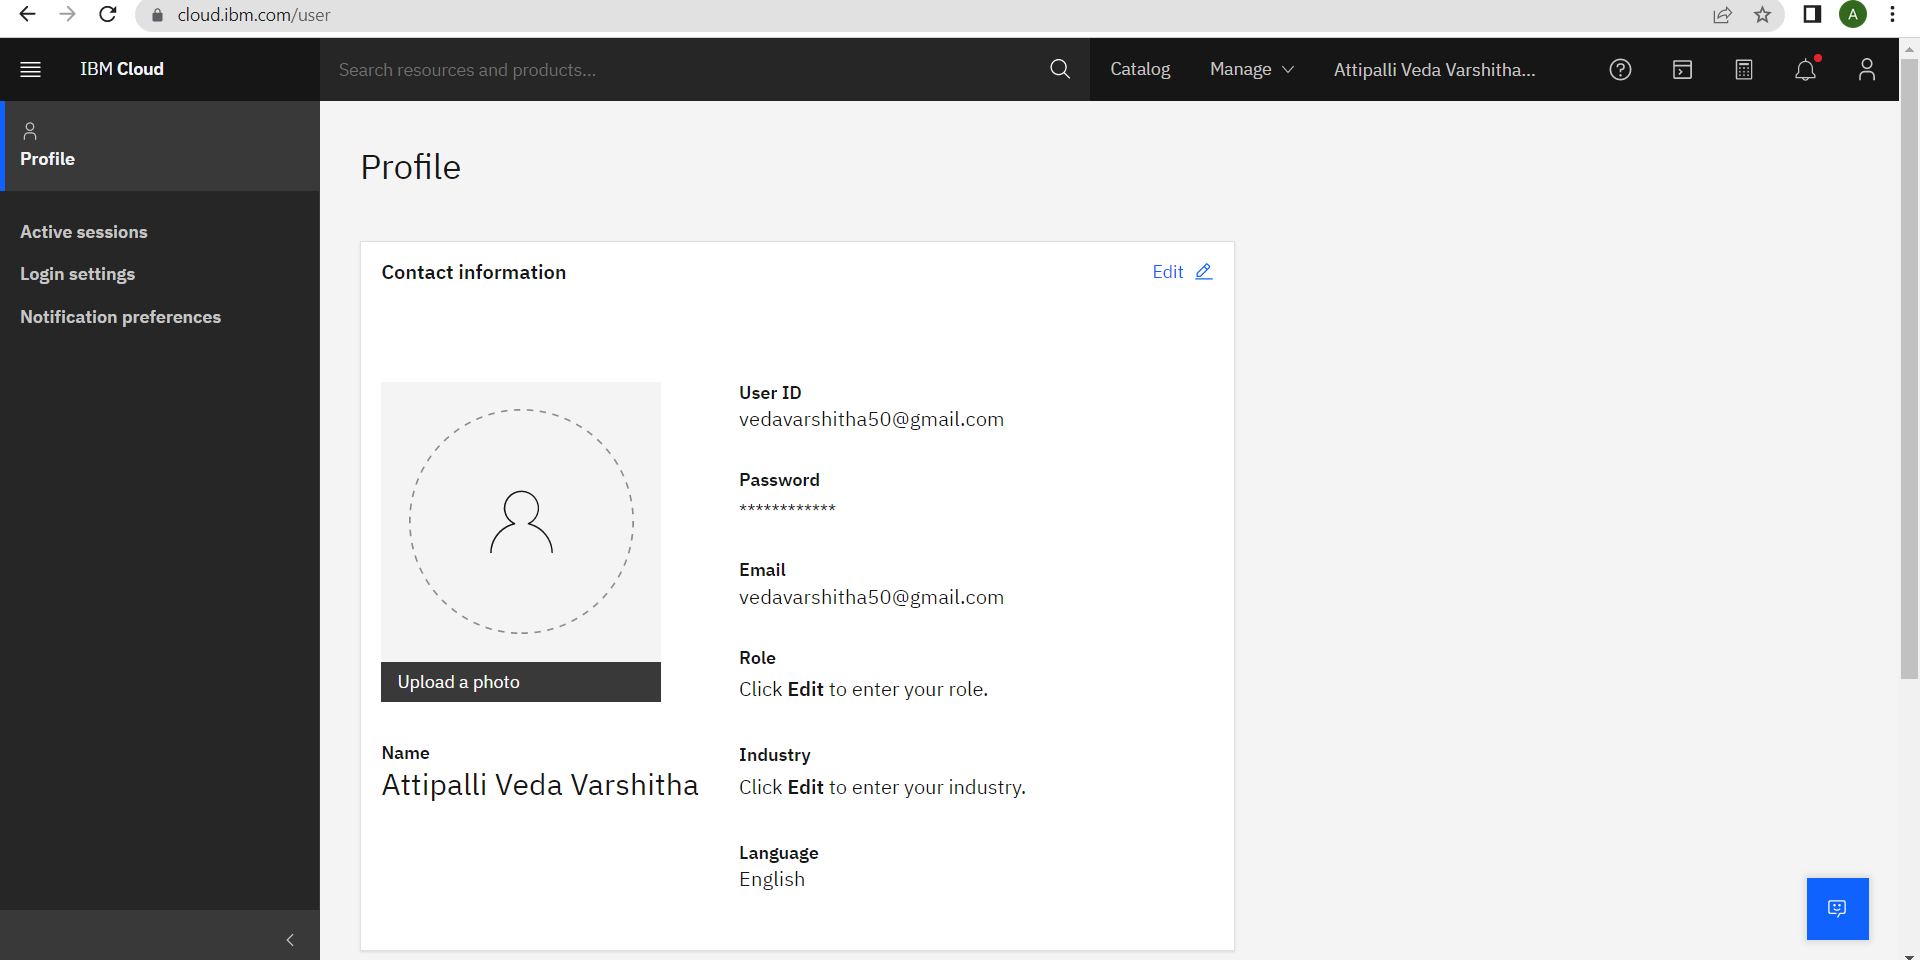 cloud.ibm.com/user
A
IBM Cloud
Search resources and products...
Catalog
Manage
Attipalli Veda Varshitha...
Profile
Active sessions
Login settings
Notification preferences
Profile
Contact information
Edit
Upload a photo
Name
Attipalli Veda Varshitha
User ID
vedavarshitha50@gmail.com
Password
************
Email
vedavarshitha50@gmail.com
Role
Click Edit to enter your role.
Industry
Click Edit to enter your industry.
Language
English